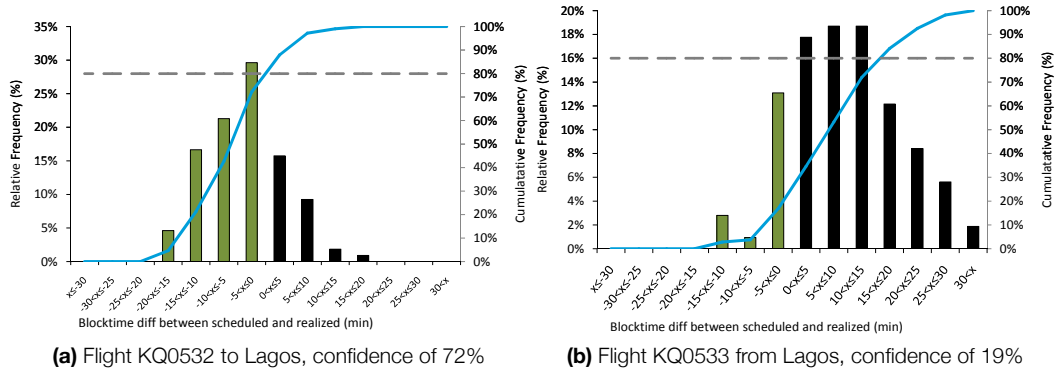 35%
30%
25%
20%
15%
10%
5%
0%
Relative Frequency (%)
100%
90%
80%
70%
60%
50%
40%
30%
20%
10%
0%
Cumulatative Frequency (%)
x≤-30
-30<x≤-25
-25<x≤-20
-20<x≤-15
-15<x≤-10
-10<x≤-5
-5<x≤0
0<x≤5
5<x≤10
10<x≤15
15<x≤20
20<x≤25
25<x≤30
30<x
Blocktime diff between scheduled and realized (min)
(a) Flight KQ0532 to Lagos, confidence of 72%
20%
18%
16%
14%
12%
10%
8%
6%
4%
2%
0%
Relative Frequency (%)
100%
90%
80%
70%
60%
50%
40%
30%
20%
10%
0%
Cumulatative Frequency (%)
x≤-30
-30<x≤-25
-25<x≤-20
-20<x≤-15
-15<x≤-10
-10<x≤-5
-5<x≤0
0<x≤5
5<x≤10
10<x≤15
15<x≤20
20<x≤25
25<x≤30
30<x
Blocktime diff between scheduled and realized (min)
(b) Flight KQ0533 from Lagos, confidence of 19%